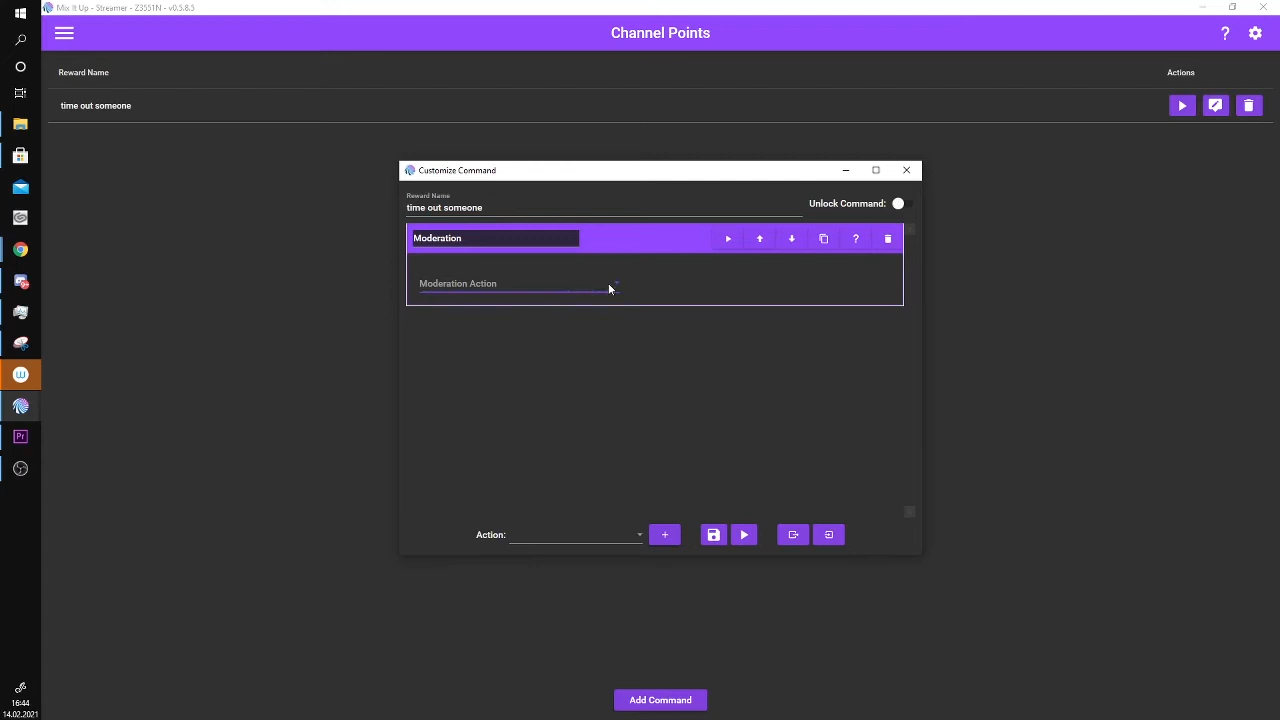 Mix It Up - Streamer - Z3551N - v0.5.8.5
Channel Points
?
Reward Name
Actions
time out someone
Customize Command
Reward Name
time out someone
Unlock Command:
Moderation
?
Moderation Action
Action:
+
W
Pr
Add Command
16:44
14.02.2021